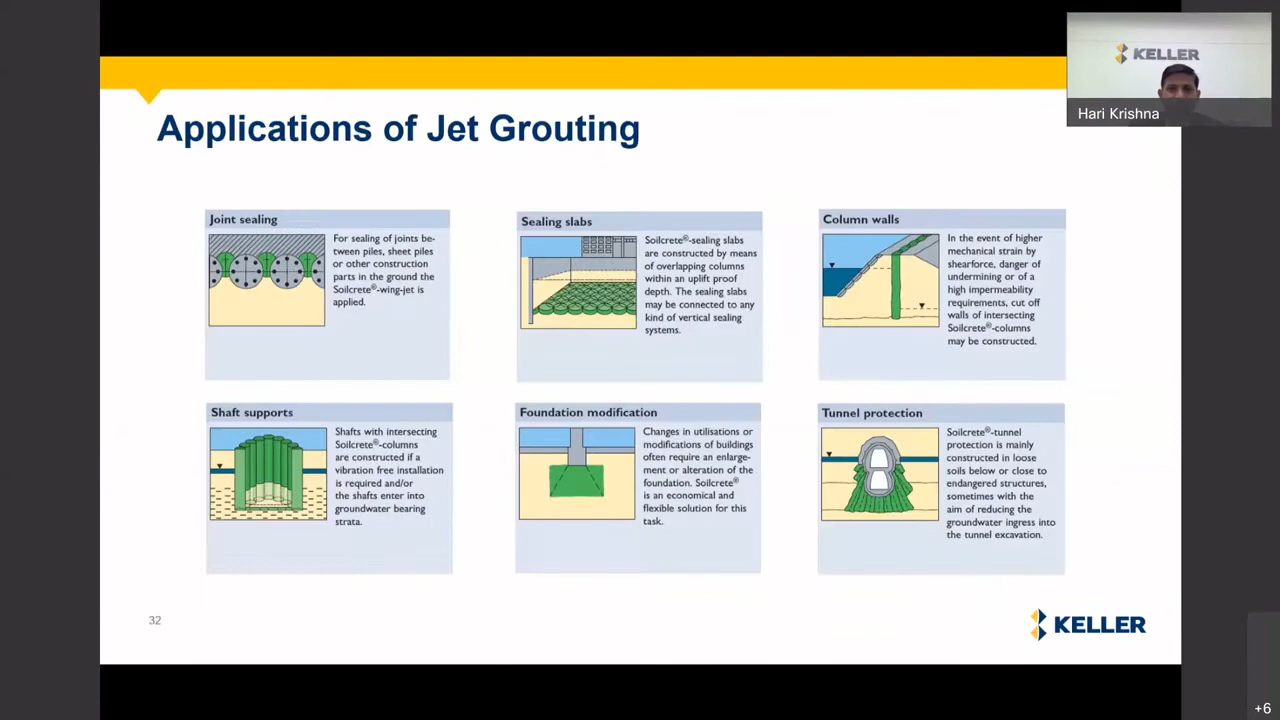 KELLER
Hari Krishna
Applications of Jet Grouting
Joint sealing
For sealing of joints be-
tween piles, sheet piles
or other construction
parts in the ground the
Soilcrete®-wing-jet is
applied.
Sealing slabs
Soilcrete®-sealing slabs
are constructed by means
of overlapping columns
within an uplift proof
depth. The sealing slabs
may be connected to any
kind of vertical sealing
systems.
Column walls
In the event of higher
mechanical strain by
shearforce, danger of
undermining or of a
high impermeability
requirements, cut off
walls of intersecting
Soilcrete®-columns
may be constructed.
Shaft supports
Shafts with intersecting
Soilcrete®-columns
are constructed if a
vibration free installation
is required and/or
the shafts enter into
groundwater bearing
strata.
Foundation modification
Changes in utilisations or
modifications of buildings
often require an enlarge-
ment or alteration of the
foundation. Soilcrete®
is an economical and
flexible solution for this
task.
Tunnel protection
Soilcrete®-tunnel
protection is mainly
constructed in loose
soils below or close to
endangered structures,
sometimes with the
aim of reducing the
groundwater ingress into
the tunnel excavation.
32
KELLER
+6